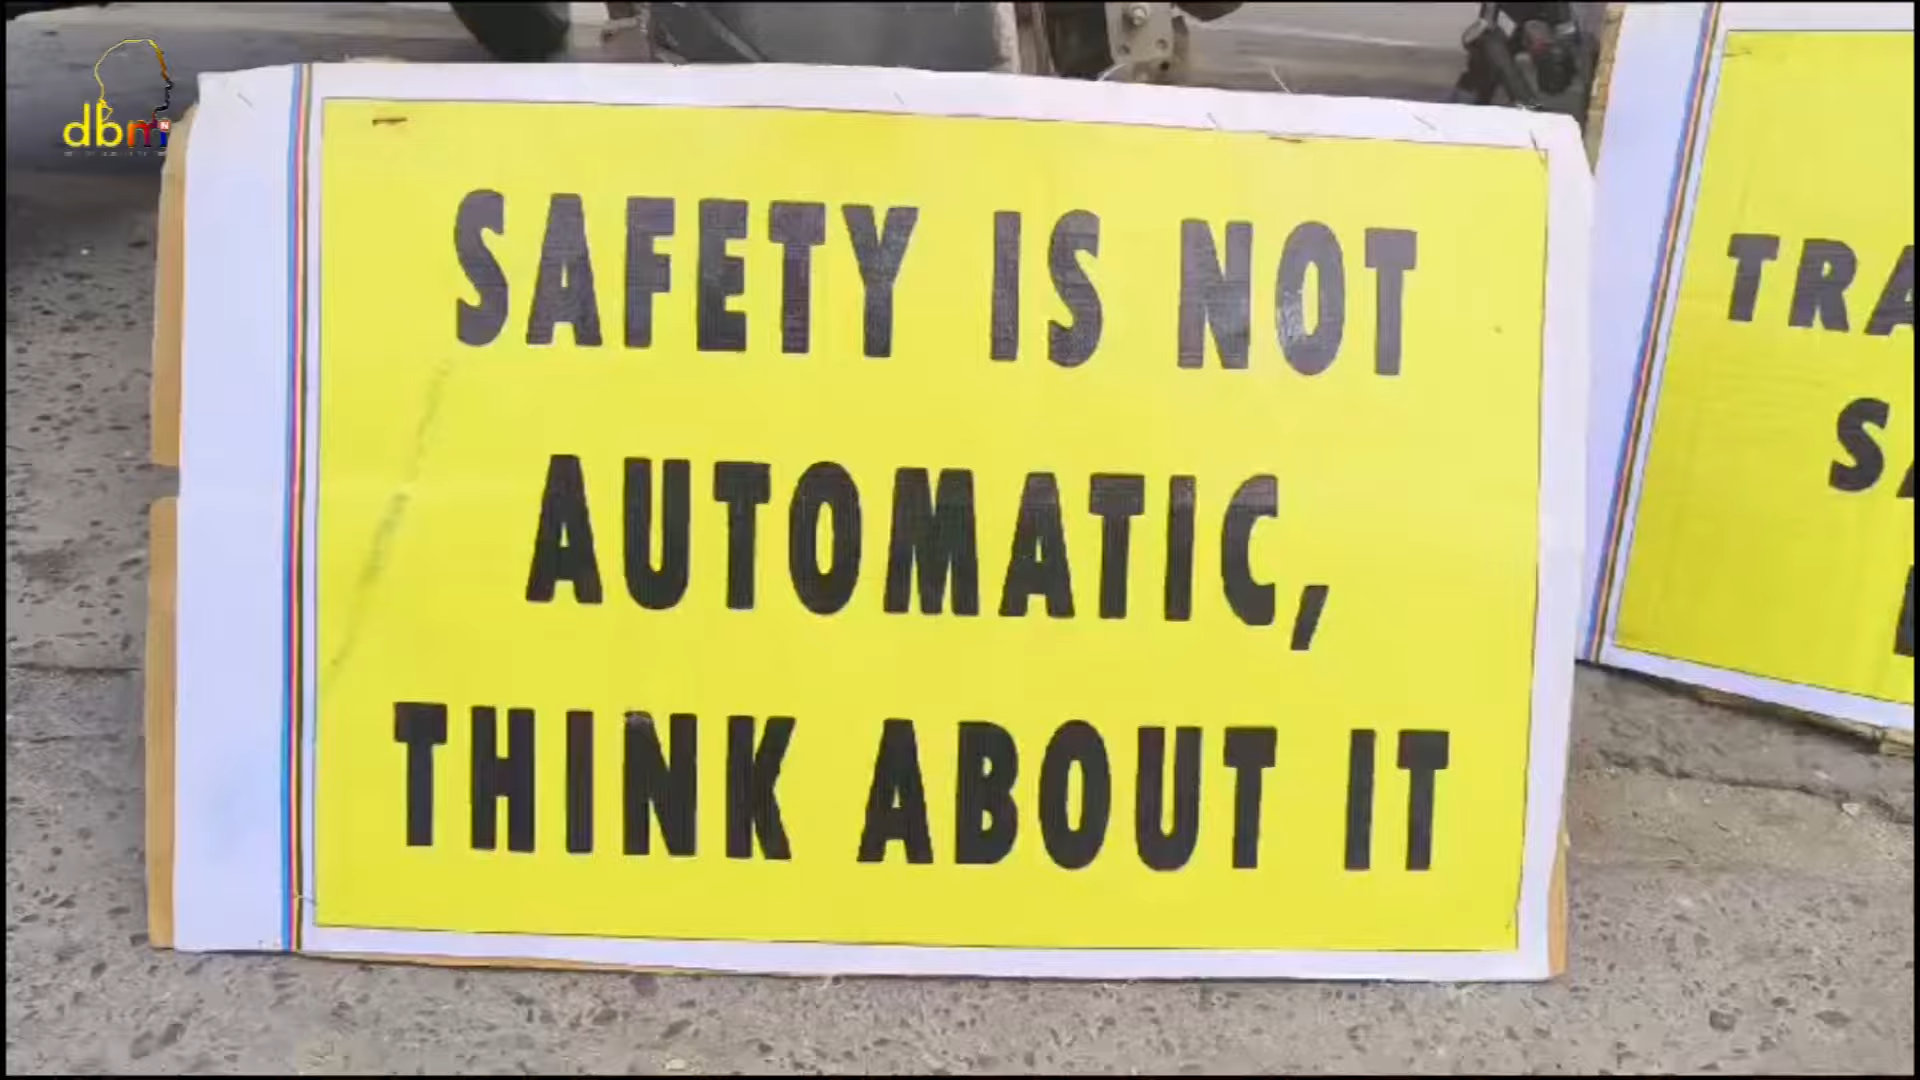 dbm
SAFETY IS NOT
AUTOMATIC,
THINK ABOUT IT
TRA
S